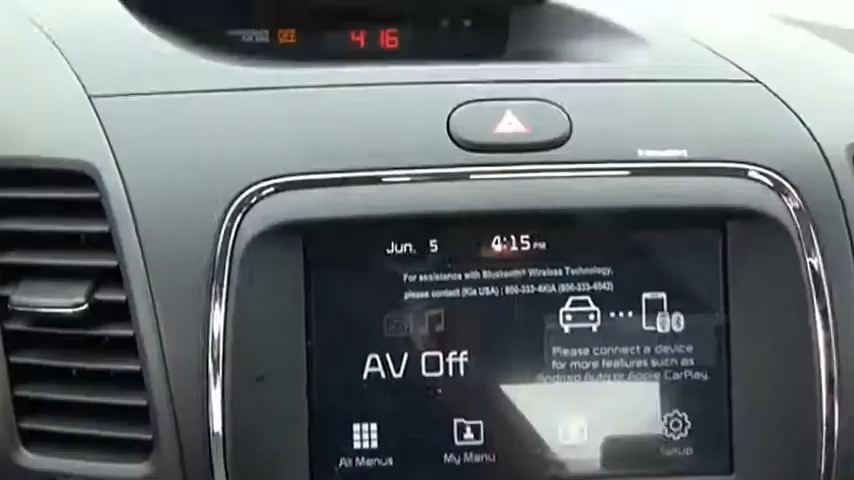 OFF 4:16
Jun. 5 4:15 PM
For assistance with Bluetooth® Wireless Technology,
please contact (Kia USA) : 800-333-4KIA (800-333-4542)
AV Off
Please connect a device
for more features such as
Android Auto or Apple CarPlay.
All Menus
My Menu
Setup